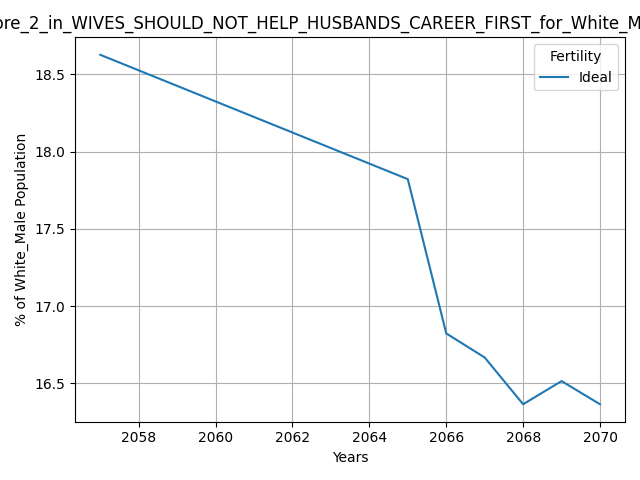 ore_2_in_WIVES_SHOULD_NOT_HELP_HUSBANDS_CAREER_FIRST_for_White_M
Fertility
Ideal
% of White_Male Population
18.5
18.0
17.5
17.0
16.5
2058 2060 2062 2064 2066 2068 2070
Years